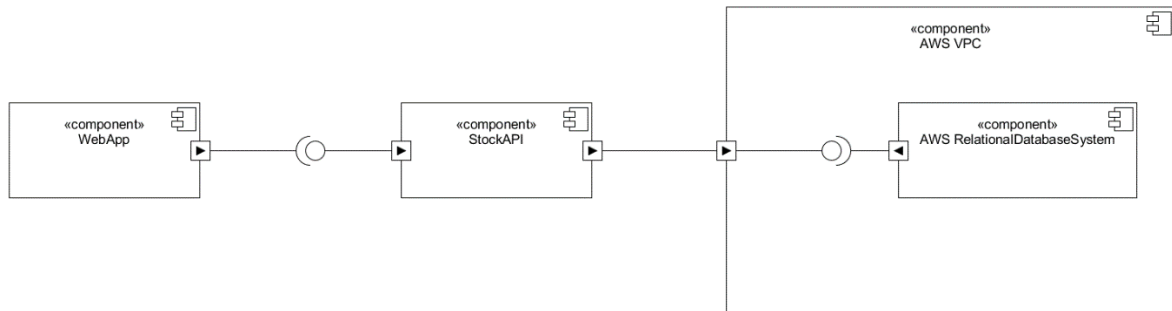 «component»
AWS VPC
«component»
WebApp
«component»
StockAPI
«component»
AWS RelationalDatabaseSystem